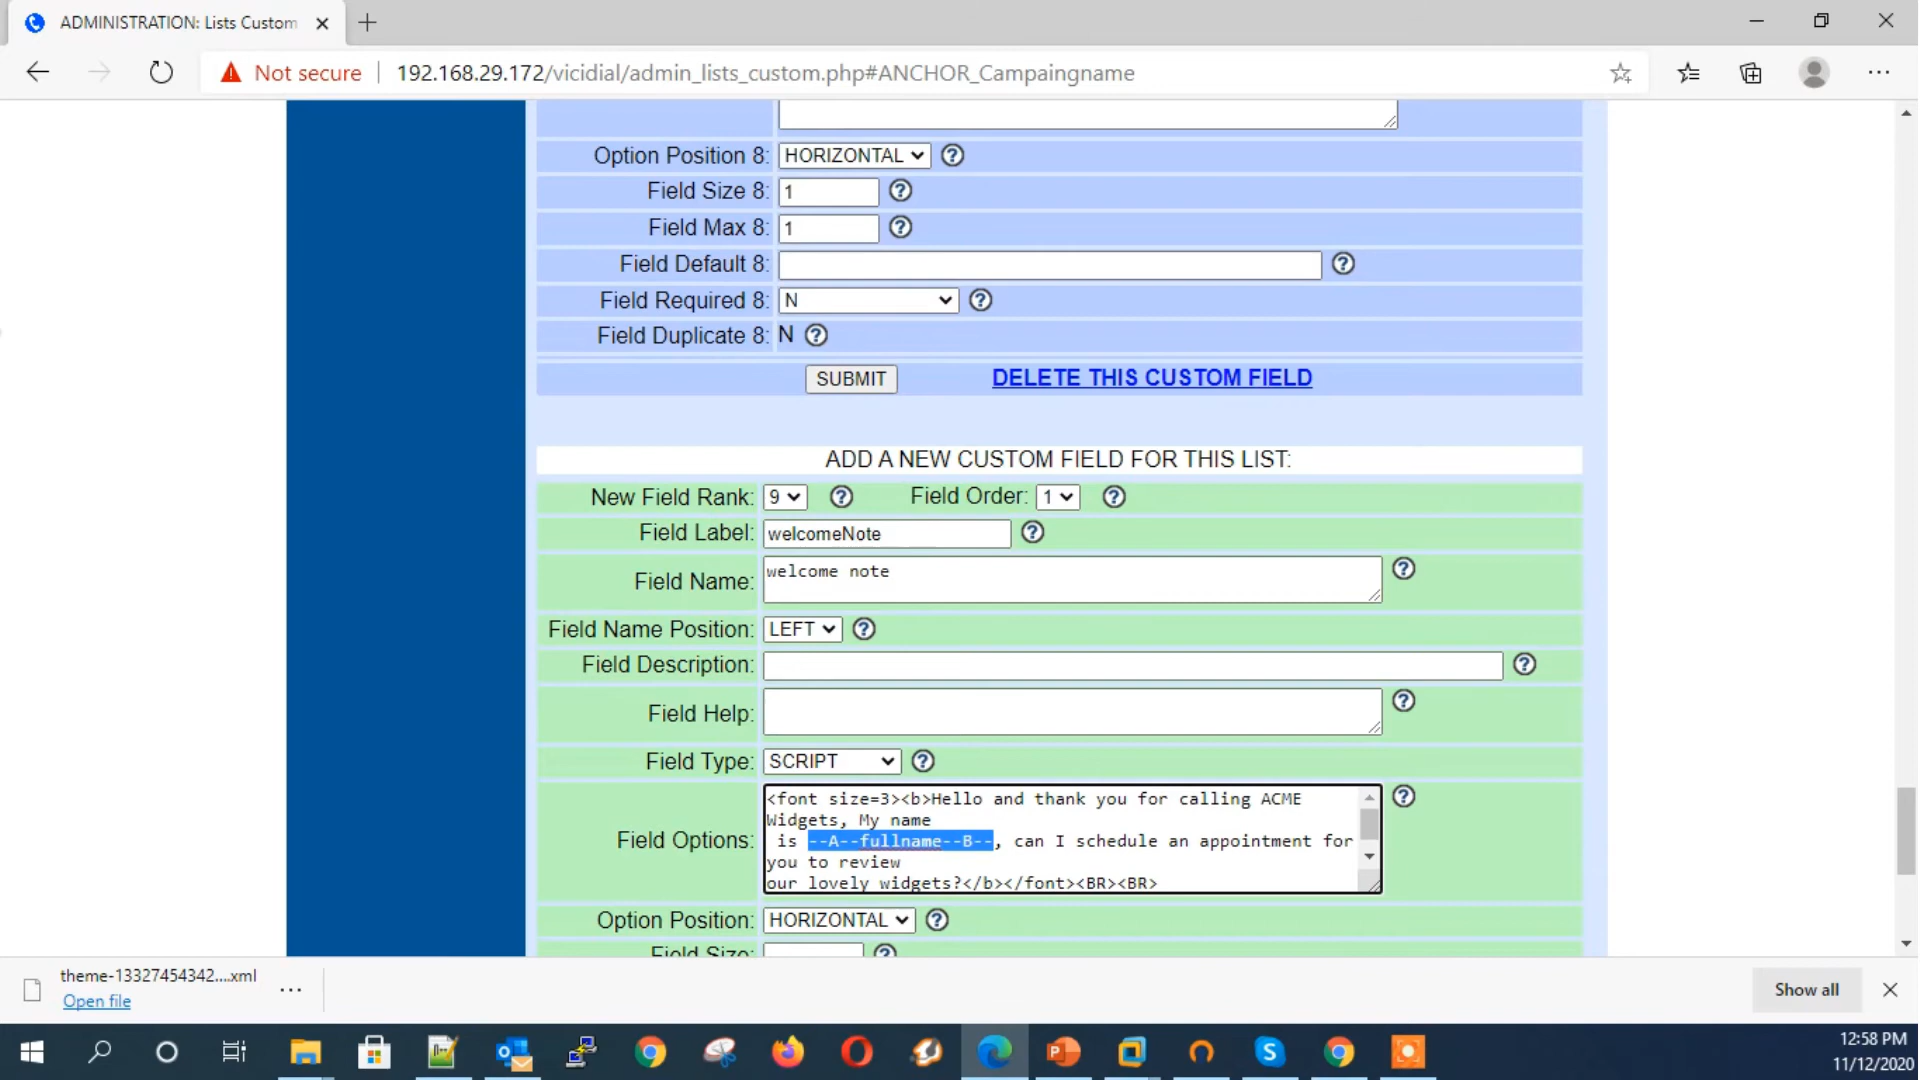 ADMINISTRATION: Lists Custom
Not secure
192.168.29.172/vicidial/admin_lists_custom.php#ANCHOR_Campaingname
Option Position 8: HORIZONTAL
Field Size 8: 1
Field Max 8: 1
Field Default 8:
Field Required 8: N
Field Duplicate 8: N
SUBMIT DELETE THIS CUSTOM FIELD
ADD A NEW CUSTOM FIELD FOR THIS LIST:
New Field Rank: 9 Field Order: 1
Field Label: welcomeNote
Field Name: welcome note
Field Name Position: LEFT
Field Description:
Field Help:
Field Type: SCRIPT
Field Options:
<font size=3><b>Hello and thank you for calling ACME
Widgets, My name
is --A--fullname--B--, can I schedule an appointment for
you to review
our lovely widgets?</b></font><BR><BR>
Option Position: HORIZONTAL
Field Size:
theme-13327454342....xml
Open file
Show all
12:58 PM
11/12/2020